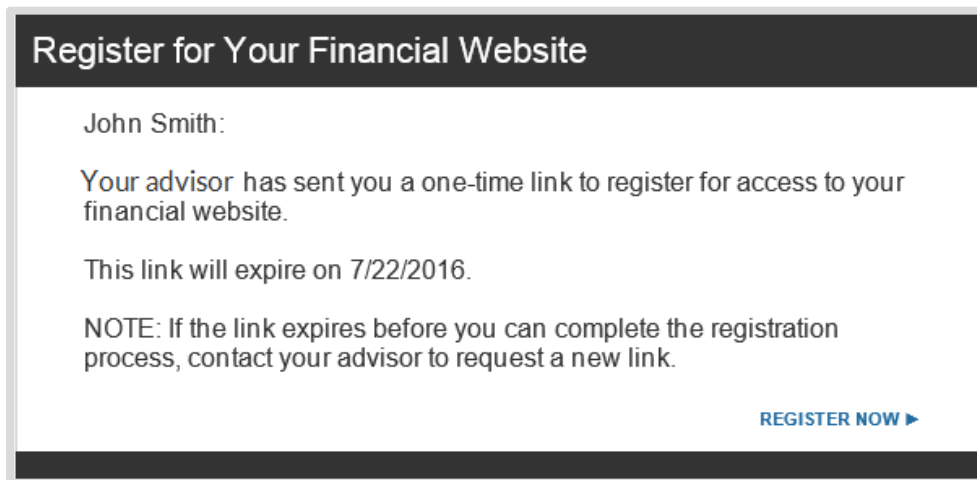 Register for Your Financial Website
John Smith:
Your advisor has sent you a one-time link to register for access to your
financial website.
This link will expire on 7/22/2016.
NOTE: If the link expires before you can complete the registration
process, contact your advisor to request a new link.
REGISTER NOW ►